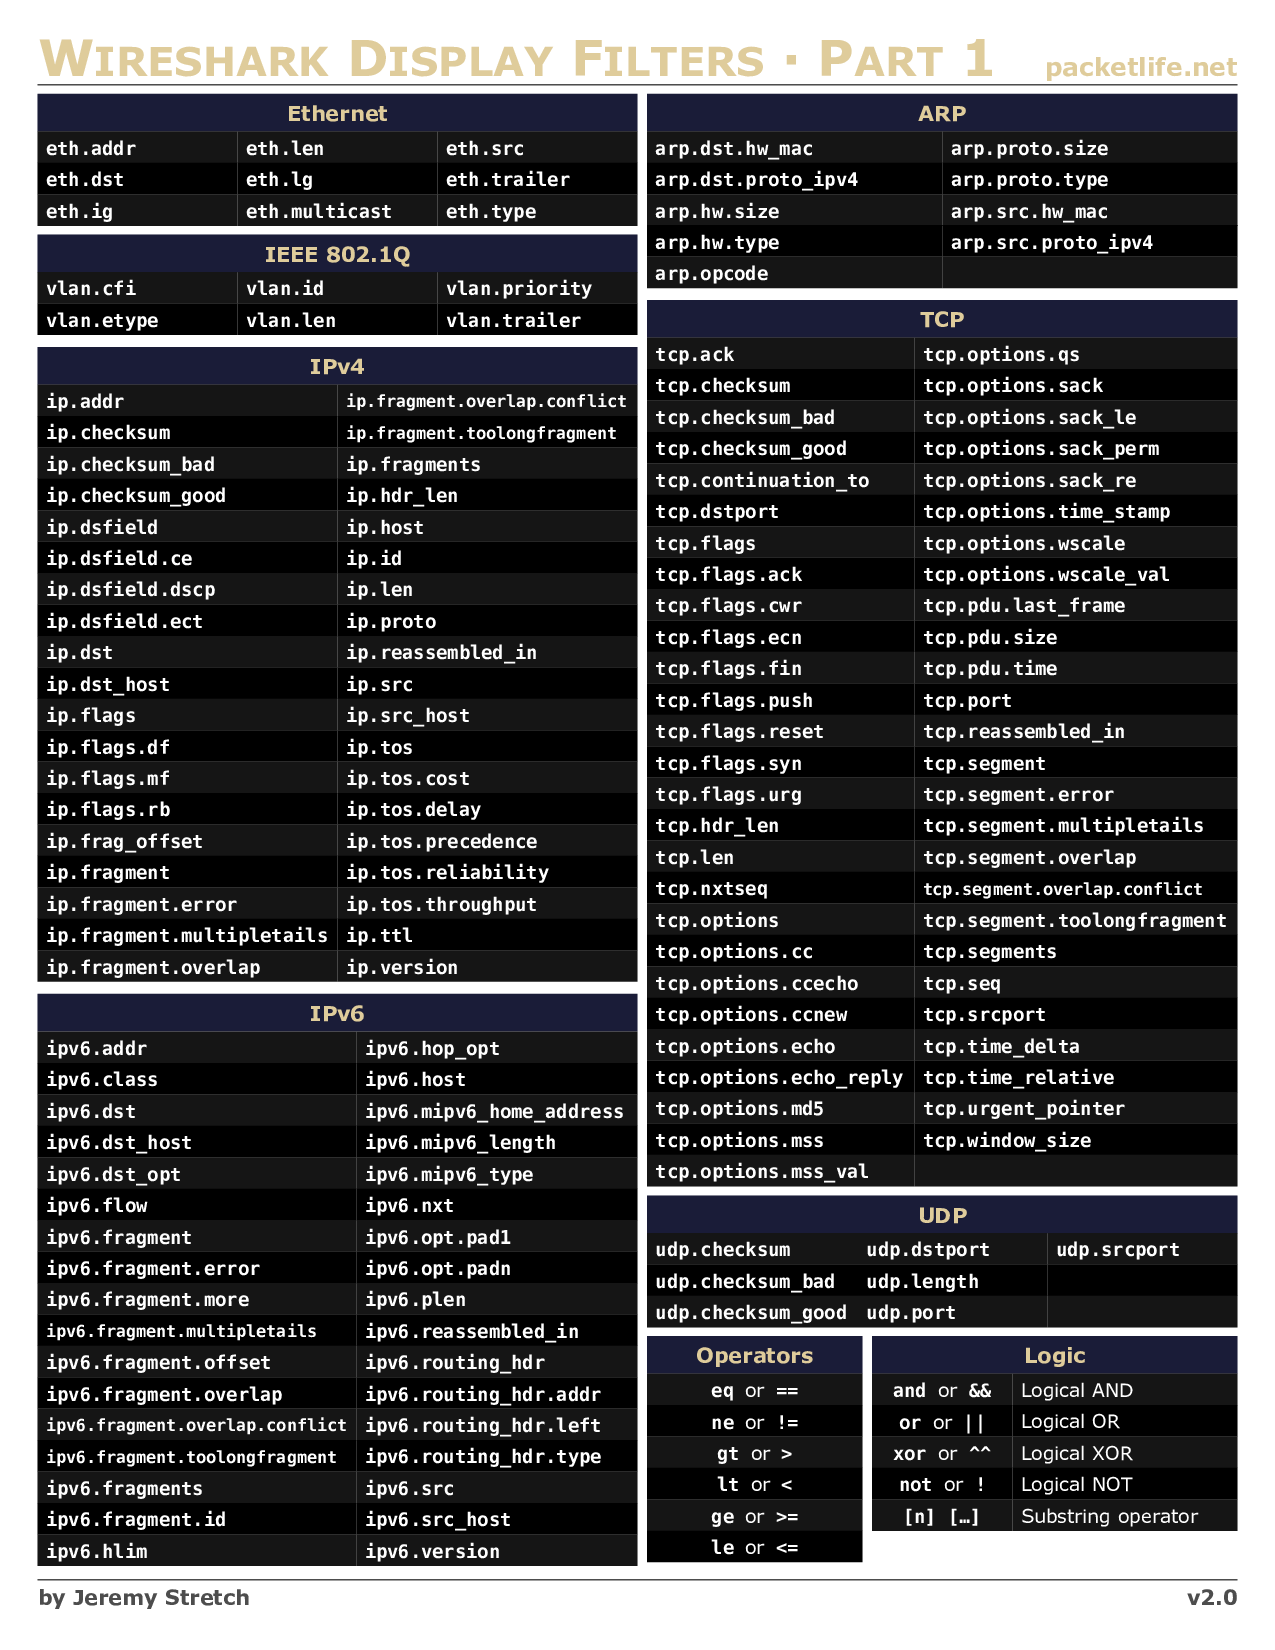 WIRESHARK DISPLAY FILTERS · PART 1
packetlife.net
Ethernet
eth.addr eth.len eth.src
eth.dst eth.lg eth.trailer
eth.ig eth.multicast eth.type
IEEE 802.1Q
vlan.cfi vlan.id vlan.priority
vlan.etype vlan.len vlan.trailer
IPv4
ip.addr ip.fragment.overlap.conflict
ip.checksum ip.fragment.toolongfragment
ip.checksum_bad ip.fragments
ip.checksum_good ip.hdr_len
ip.dsfield ip.host
ip.dsfield.ce ip.id
ip.dsfield.dscp ip.len
ip.dsfield.ect ip.proto
ip.dst ip.reassembled_in
ip.dst_host ip.src
ip.flags ip.src_host
ip.flags.df ip.tos
ip.flags.mf ip.tos.cost
ip.flags.rb ip.tos.delay
ip.frag_offset ip.tos.precedence
ip.fragment ip.tos.reliability
ip.fragment.error ip.tos.throughput
ip.fragment.multipletails ip.ttl
ip.fragment.overlap ip.version
IPv6
ipv6.addr ipv6.hop_opt
ipv6.class ipv6.host
ipv6.dst ipv6.mipv6_home_address
ipv6.dst_host ipv6.mipv6_length
ipv6.dst_opt ipv6.mipv6_type
ipv6.flow ipv6.nxt
ipv6.fragment ipv6.opt.pad1
ipv6.fragment.error ipv6.opt.padn
ipv6.fragment.more ipv6.plen
ipv6.fragment.multipletails ipv6.reassembled_in
ipv6.fragment.offset ipv6.routing_hdr
ipv6.fragment.overlap ipv6.routing_hdr.addr
ipv6.fragment.overlap.conflict ipv6.routing_hdr.left
ipv6.fragment.toolongfragment ipv6.routing_hdr.type
ipv6.fragments ipv6.src
ipv6.fragment.id ipv6.src_host
ipv6.hlim ipv6.version
ARP
arp.dst.hw_mac arp.proto.size
arp.dst.proto_ipv4 arp.proto.type
arp.hw.size arp.src.hw_mac
arp.hw.type arp.src.proto_ipv4
arp.opcode
TCP
tcp.ack tcp.options.qs
tcp.checksum tcp.options.sack
tcp.checksum_bad tcp.options.sack_le
tcp.checksum_good tcp.options.sack_perm
tcp.continuation_to tcp.options.sack_re
tcp.dstport tcp.options.time_stamp
tcp.flags tcp.options.wscale
tcp.flags.ack tcp.options.wscale_val
tcp.flags.cwr tcp.pdu.last_frame
tcp.flags.ecn tcp.pdu.size
tcp.flags.fin tcp.pdu.time
tcp.flags.push tcp.port
tcp.flags.reset tcp.reassembled_in
tcp.flags.syn tcp.segment
tcp.flags.urg tcp.segment.error
tcp.hdr_len tcp.segment.multipletails
tcp.len tcp.segment.overlap
tcp.nxtseq tcp.segment.overlap.conflict
tcp.options tcp.segment.toolongfragment
tcp.options.cc tcp.segments
tcp.options.ccecho tcp.seq
tcp.options.ccnew tcp.srcport
tcp.options.echo tcp.time_delta
tcp.options.echo_reply tcp.time_relative
tcp.options.md5 tcp.urgent_pointer
tcp.options.mss tcp.window_size
tcp.options.mss_val
UDP
udp.checksum udp.dstport udp.srcport
udp.checksum_bad udp.length
udp.checksum_good udp.port
Operators
eq or ==
ne or !=
gt or >
lt or <
ge or >=
le or <=
Logic
and or && Logical AND
or or || Logical OR
xor or ^^ Logical XOR
not or ! Logical NOT
[n] […] Substring operator
by Jeremy Stretch
v2.0